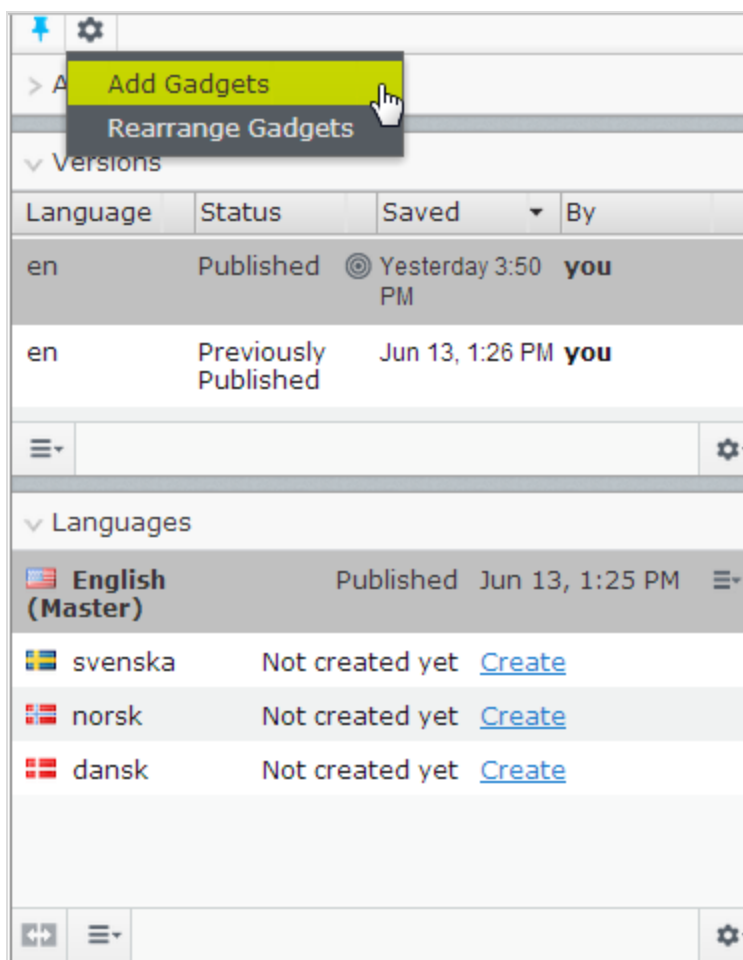 Add Gadgets
A
Rearrange Gadgets
Versions
Language Status Saved By
en Published Yesterday 3:50 PM you
en Previously Published Jun 13, 1:26 PM you
Languages
English (Master) Published Jun 13, 1:25 PM
svenska Not created yet Create
norsk Not created yet Create
dansk Not created yet Create